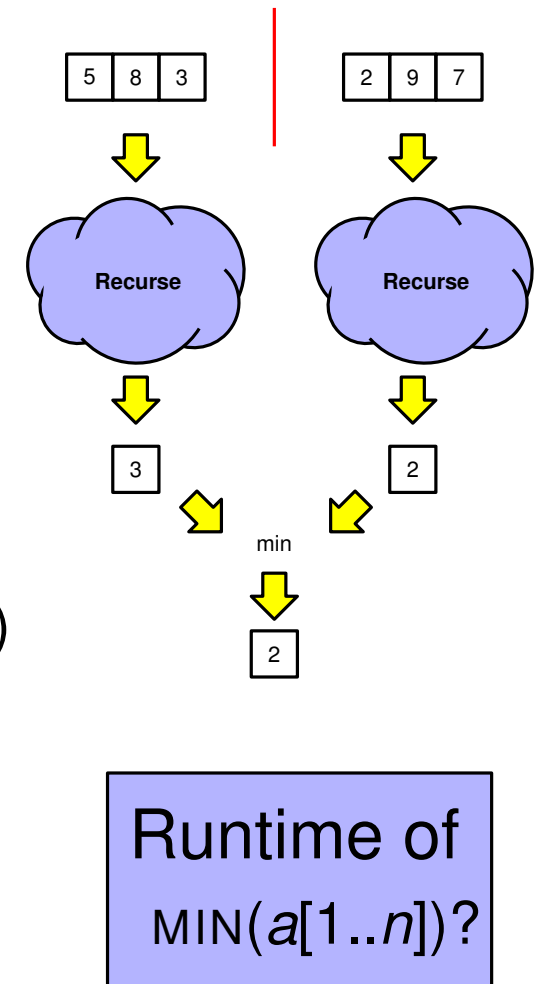 5 8 3 2 9 7
Recurse Recurse
3 2
min
2
)
Runtime of
MIN(a[1..n])?